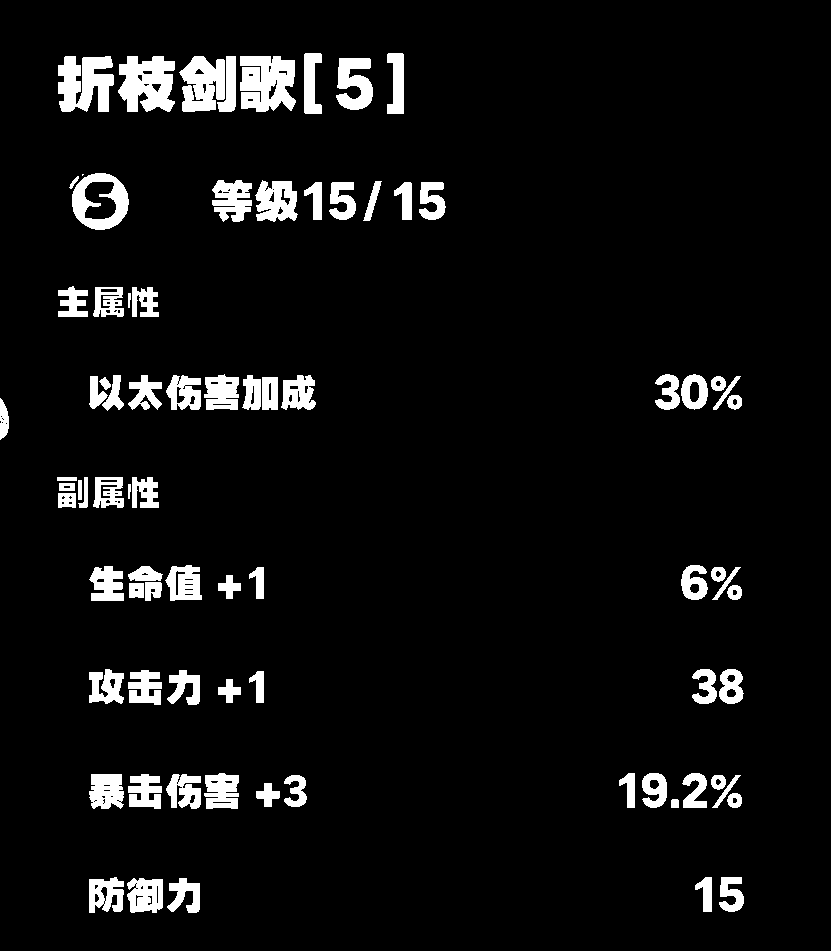 折枝剑歌[5]
S 等级15/15
主属性
以太伤害加成 30%
副属性
生命值 +1 6%
攻击力 +1 38
暴击伤害 +3 19.2%
防御力 15